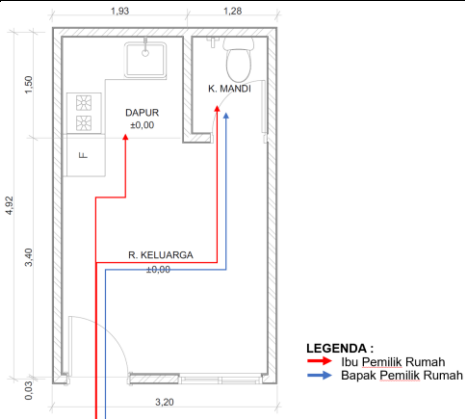 1,93
1,28
1,50
K. MANDI
DAPUR
±0,00
F
4,92
3,40
R. KELUARGA
±0,00
0,03
3,20
LEGENDA :
Ibu Pemilik Rumah
Bapak Pemilik Rumah